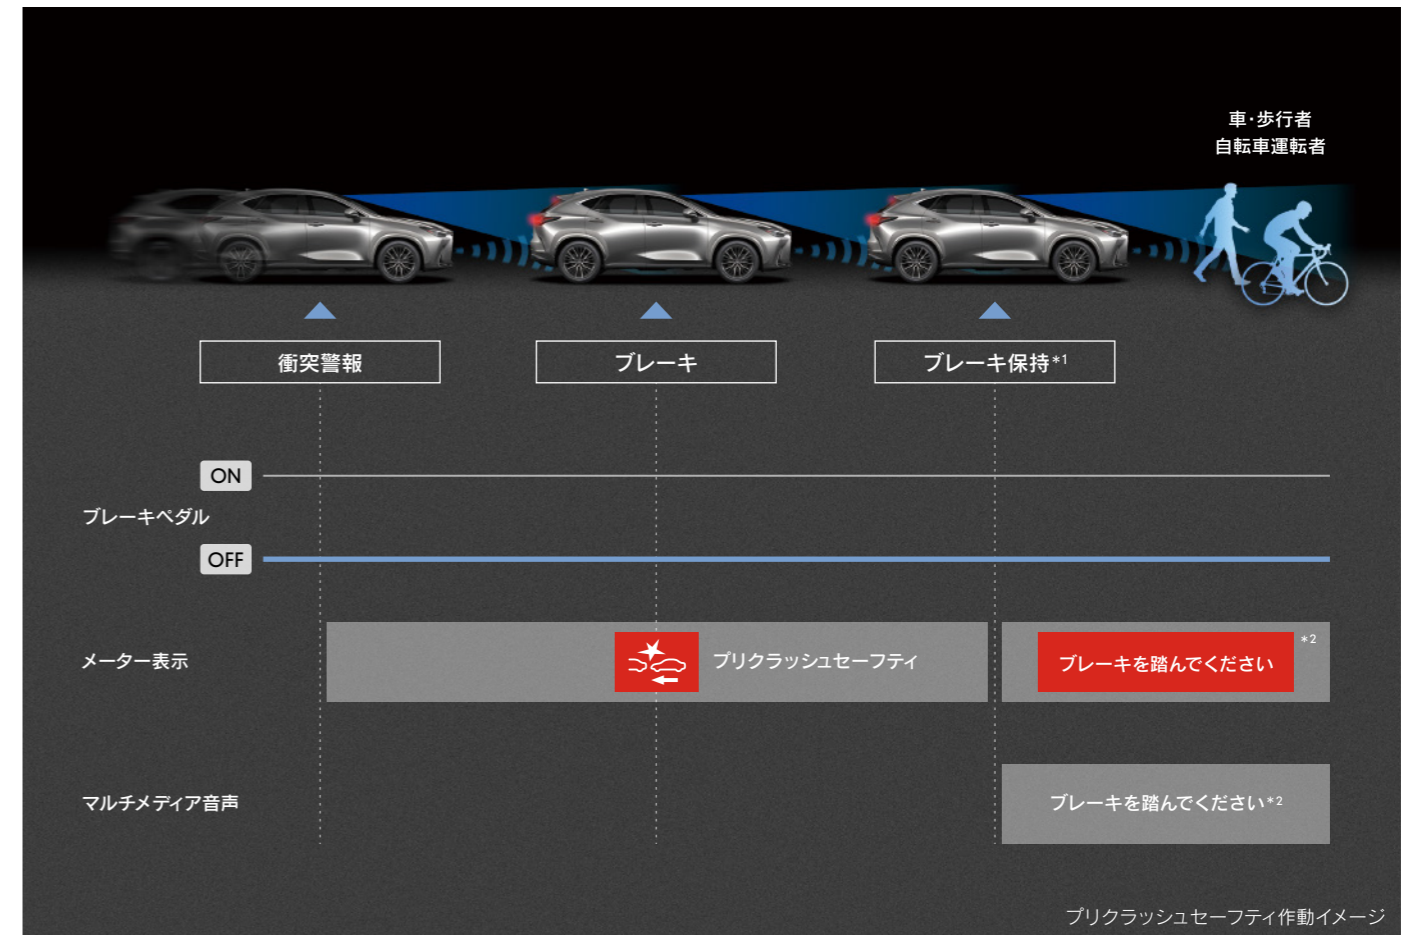 車・歩行者
自転車運転者
衝突警報
ブレーキ
ブレーキ保持*1
ON
ブレーキペダル
OFF
メーター表示
プリクラッシュセーフティ
ブレーキを踏んでください
*2
マルチメディア音声
ブレーキを踏んでください*2
プリクラッシュセーフティ作動イメージ